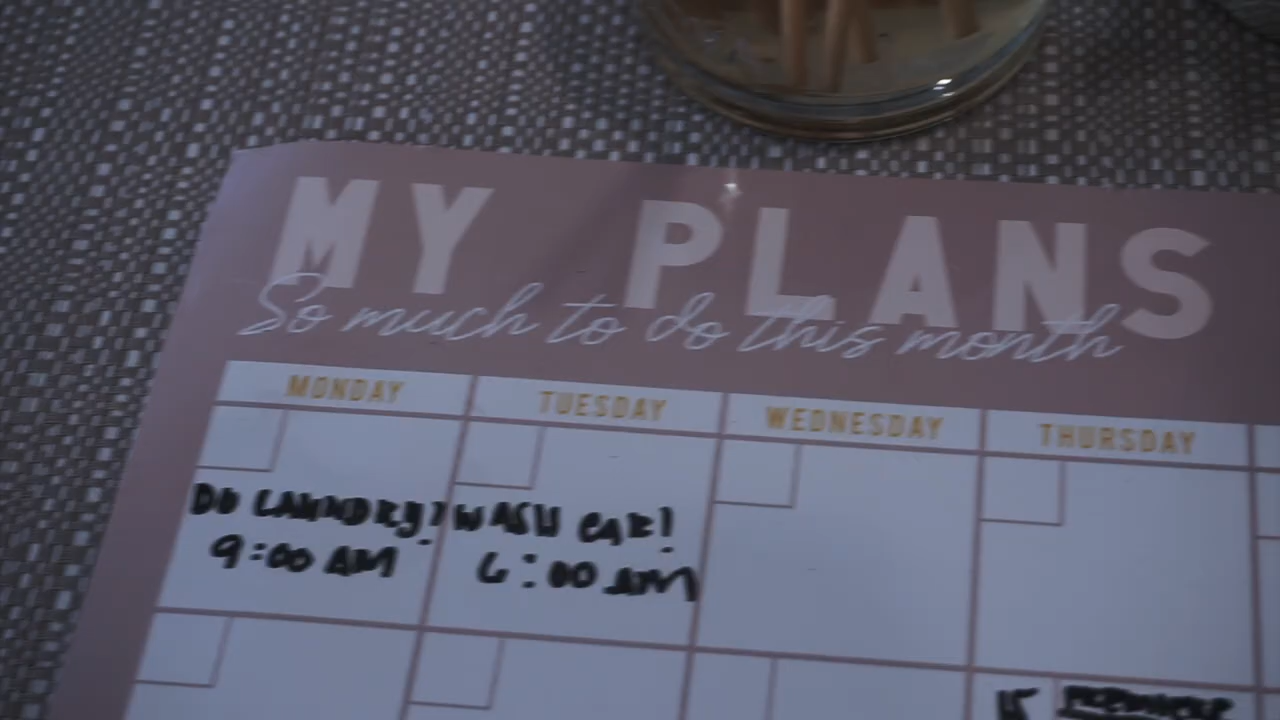 MY PLANS
So much to do this month
MONDAY TUESDAY WEDNESDAY THURSDAY
DO LAUNDRY! WASH CAR!
9:00 AM 6:00 AM
15